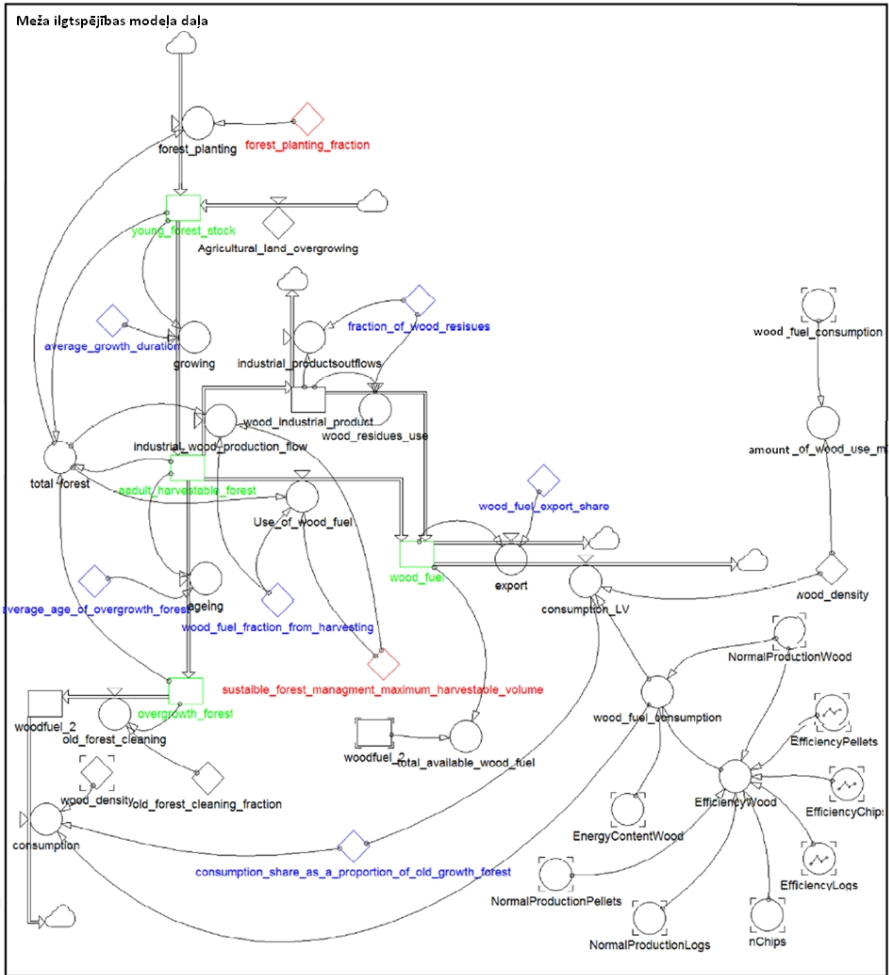 Meža ilgtspējības modeļa daļa
forest_planting
forest_planting_fraction
young_forest_stock
Agricultural_land_overgrowing
fraction_of_wood_resisues
average_growth_duration
growing
industrial_productsoutflows
wood_fuel_consumption
wood_industrial_product
wood_residues_use
industrial_wood_production_flow
amount_of_wood_use_m
total_forest
aadult_harvestable_forest
wood_fuel_export_share
Use_of_wood_fuel
wood_fuel
export
consumption_LV
wood_density
average_age_of_overgrowth_forest
ageing
wood_fuel_fraction_from_harvesting
NormalProductionWood
sustaible_forest_managment_maximum_harvestable_volume
overgrowth_forest
wood_fuel_consumption
woodfuel_2
old_forest_cleaning
EfficiencyPellets
woodfuel_2
total_available_wood_fuel
wood_density
old_forest_cleaning_fraction
EfficiencyWood
EfficiencyChips
EnergyContentWood
consumption
consumption_share_as_a_proportion_of_old_growth_forest
EfficiencyLogs
NormalProductionPellets
NormalProductionLogs
nChips